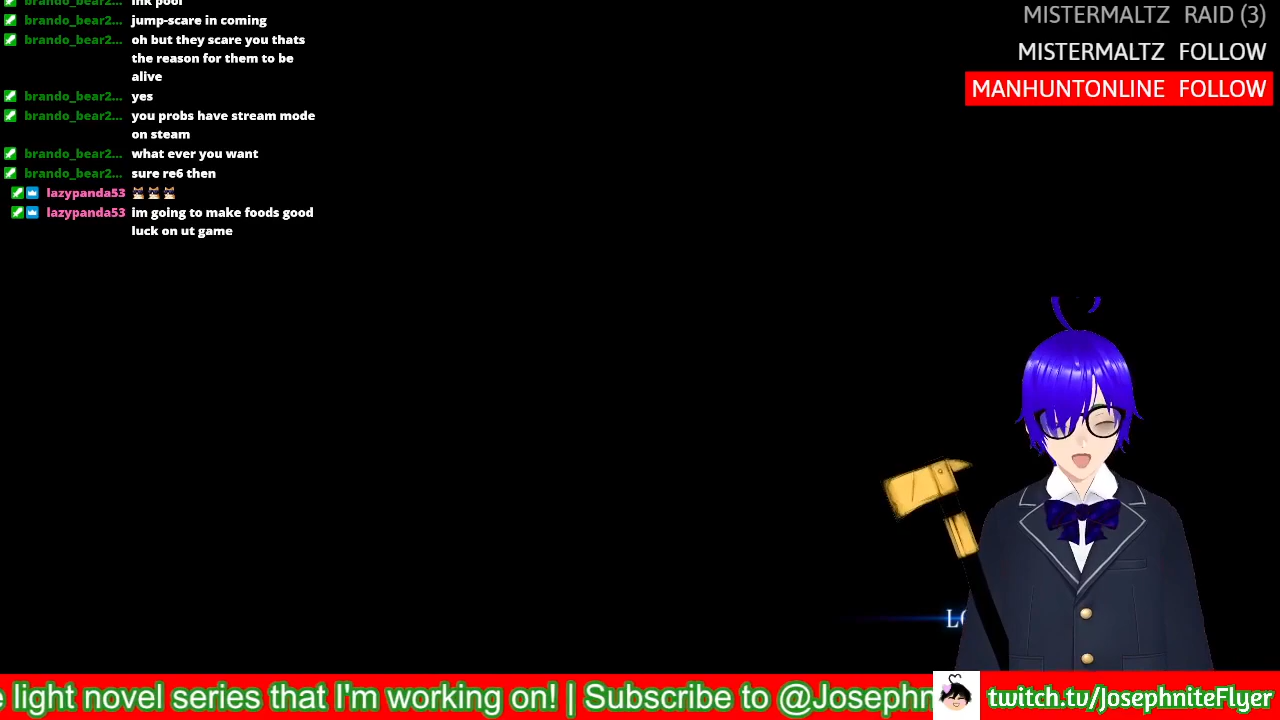 ink pool
brando_bear2... jump-scare in coming
brando_bear2... oh but they scare you thats
the reason for them to be
alive
brando_bear2... yes
brando_bear2... you probs have stream mode
on steam
brando_bear2... what ever you want
brando_bear2... sure re6 then
lazypanda53
lazypanda53 im going to make foods good
luck on ut game
MISTERMALTZ RAID (3)
MISTERMALTZ FOLLOW
MANHUNTONLINE FOLLOW
light novel series that I'm working on! | Subscribe to @Josephn
twitch.tv/JosephniteFlyer